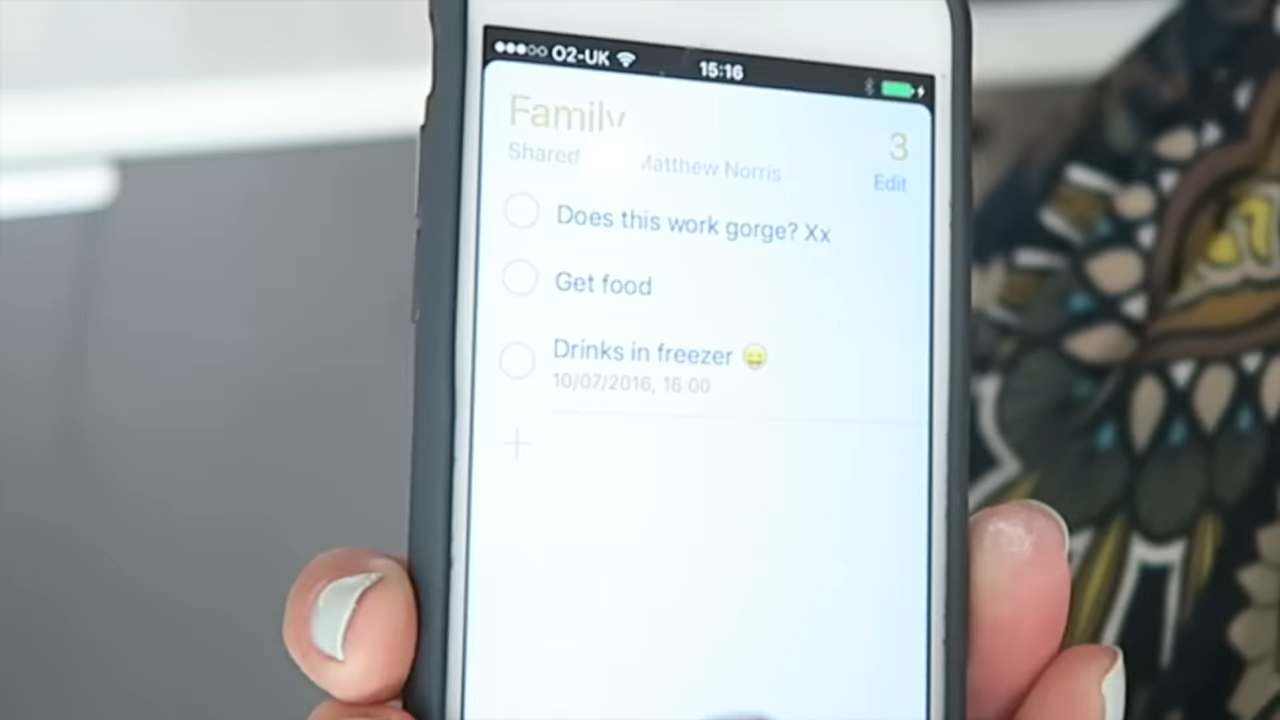 O2-UK
15:16
Family
3
Shared Matthew Norris
Edit
Does this work gorge? Xx
Get food
Drinks in freezer 😛
10/07/2016, 16:00